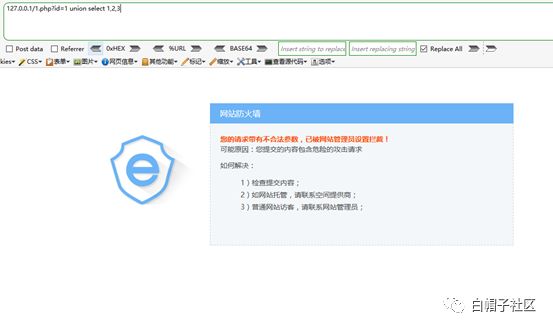 127.0.0.1/1.php?id=1 union select 1,2,3
Post data Referrer 0xHEX %URL BASE64 Insert string to replace Insert replacing string Replace All
kies▾ CSS▾ 表单▾ 图片▾ 网页信息▾ 其他功能▾ 标记▾ 缩放▾ 工具▾ 查看源代码▾ 选项▾
网站防火墙
您的请求带有不合法参数，已被网站管理员设置拦截！
可能原因：您提交的内容包含危险的攻击请求
如何解决：
1）检查提交内容；
2）如网站托管，请联系空间提供商；
3）普通网站访客，请联系网站管理员；
白帽子社区